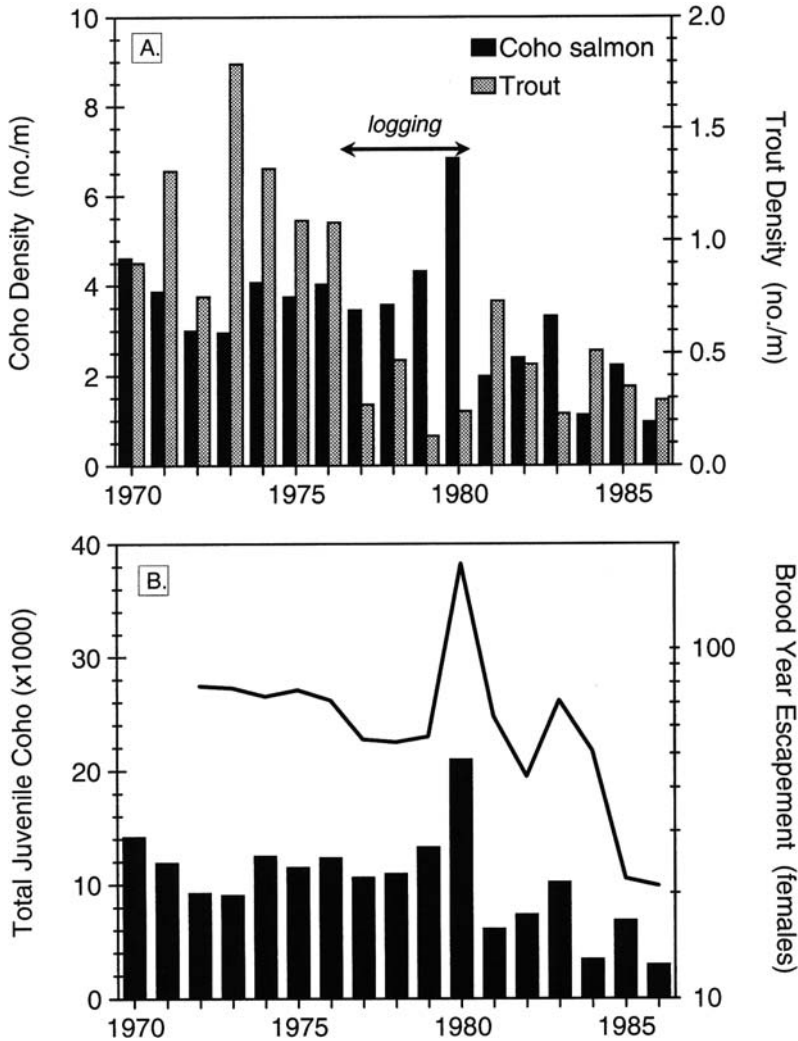 A.
Coho salmon
Trout
logging
Coho Density (no./m)
10
8
6
4
2
0
Trout Density (no./m)
2.0
1.5
1.0
0.5
0.0
1970
1975
1980
1985
B.
Total Juvenile Coho (x1000)
40
30
20
10
0
Brood Year Escapement (females)
100
10
1970
1975
1980
1985